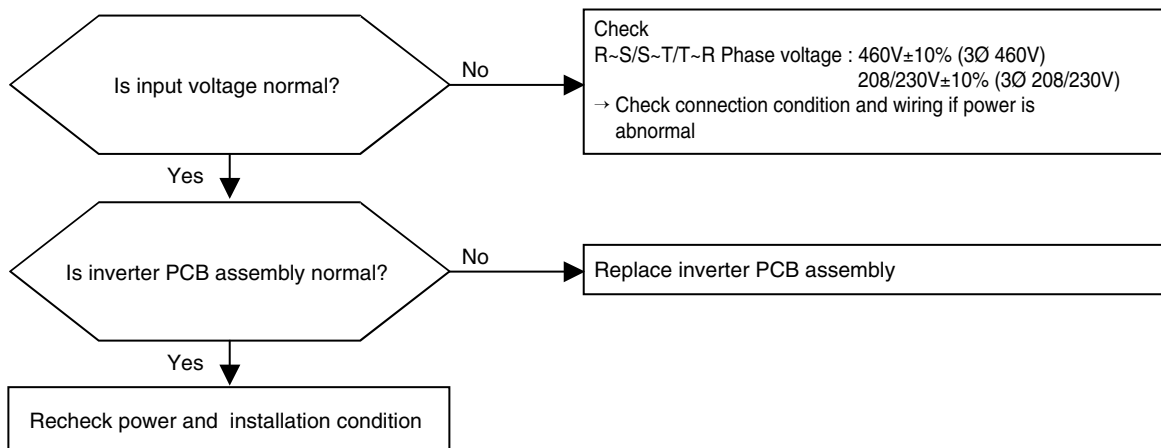 Is input voltage normal?
No
Check
R~S/S~T/T~R Phase voltage : 460V±10% (3Ø 460V)
208/230V±10% (3Ø 208/230V)
→ Check connection condition and wiring if power is
abnormal
Yes
Is inverter PCB assembly normal?
No
Replace inverter PCB assembly
Yes
Recheck power and installation condition